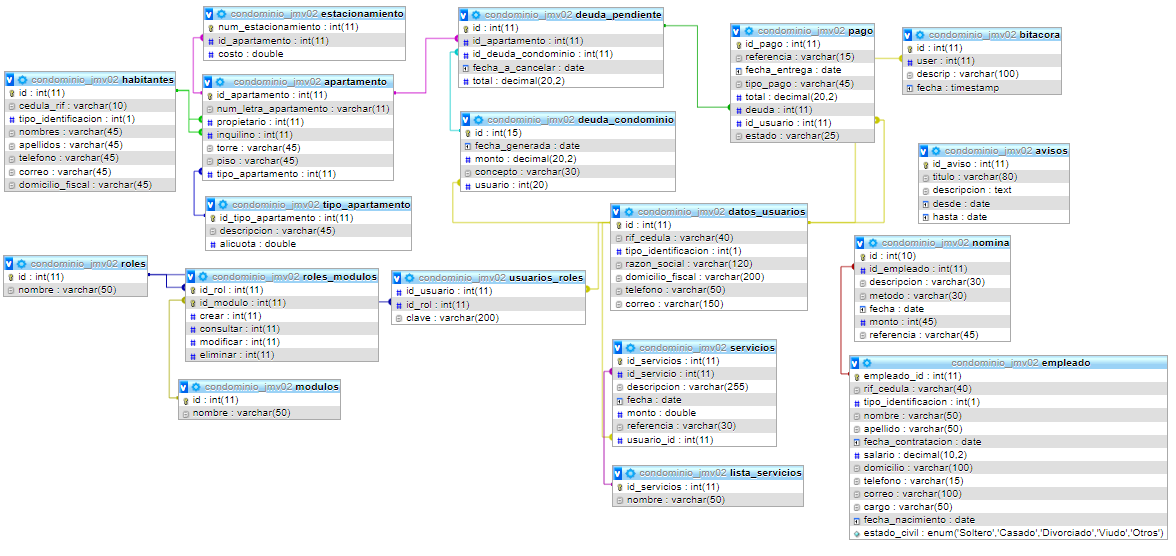 condominio_jmv02 estacionamiento
num_estacionamiento : int(11)
id_apartamento : int(11)
costo : double
condominio_jmv02 deuda_pendiente
id : int(11)
id_apartamento : int(11)
id_deuda_condominio : int(11)
fecha_a_cancelar : date
total : decimal(20,2)
condominio_jmv02 pago
id_pago : int(11)
referencia : varchar(15)
fecha_entrega : date
tipo_pago : varchar(45)
total : decimal(20,2)
deuda : int(11)
id_usuario : int(11)
estado : varchar(25)
condominio_jmv02 bitacora
id : int(11)
user : int(11)
descrip : varchar(100)
fecha : timestamp
condominio_jmv02 habitantes
id : int(11)
cedula_rif : varchar(10)
tipo_identificacion : int(1)
nombres : varchar(45)
apellidos : varchar(45)
telefono : varchar(45)
correo : varchar(45)
domicilio_fiscal : varchar(45)
condominio_jmv02 apartamento
id_apartamento : int(11)
num_letra_apartamento : varchar(11)
propietario : int(11)
inquilino : int(11)
torre : varchar(45)
piso : varchar(45)
tipo_apartamento : int(11)
condominio_jmv02 deuda_condominio
id : int(15)
fecha_generada : date
monto : decimal(20,2)
concepto : varchar(30)
usuario : int(20)
condominio_jmv02 avisos
id_aviso : int(11)
titulo : varchar(80)
descripcion : text
desde : date
hasta : date
condominio_jmv02 tipo_apartamento
id_tipo_apartamento : int(11)
descripcion : varchar(45)
alicuota : double
condominio_jmv02 datos_usuarios
id : int(11)
rif_cedula : varchar(40)
tipo_identificacion : int(1)
razon_social : varchar(120)
domicilio_fiscal : varchar(200)
telefono : varchar(50)
correo : varchar(150)
condominio_jmv02 nomina
id : int(10)
id_empleado : int(11)
descripcion : varchar(30)
metodo : varchar(30)
fecha : date
monto : int(45)
referencia : varchar(45)
condominio_jmv02 roles
id : int(11)
nombre : varchar(50)
condominio_jmv02 roles_modulos
id_rol : int(11)
id_modulo : int(11)
crear : int(11)
consultar : int(11)
modificar : int(11)
eliminar : int(11)
condominio_jmv02 usuarios_roles
id_usuario : int(11)
id_rol : int(11)
clave : varchar(200)
condominio_jmv02 servicios
id_servicios : int(11)
id_servicio : int(11)
descripcion : varchar(255)
fecha : date
monto : double
referencia : varchar(30)
usuario_id : int(11)
condominio_jmv02 empleado
empleado_id : int(11)
rif_cedula : varchar(40)
tipo_identificacion : int(1)
nombre : varchar(50)
apellido : varchar(50)
fecha_contratacion : date
salario : decimal(10,2)
domicilio : varchar(100)
telefono : varchar(15)
correo : varchar(100)
cargo : varchar(50)
fecha_nacimiento : date
estado_civil : enum('Soltero','Casado','Divorciado','Viudo','Otros')
condominio_jmv02 modulos
id : int(11)
nombre : varchar(50)
condominio_jmv02 lista_servicios
id_servicios : int(11)
nombre : varchar(50)